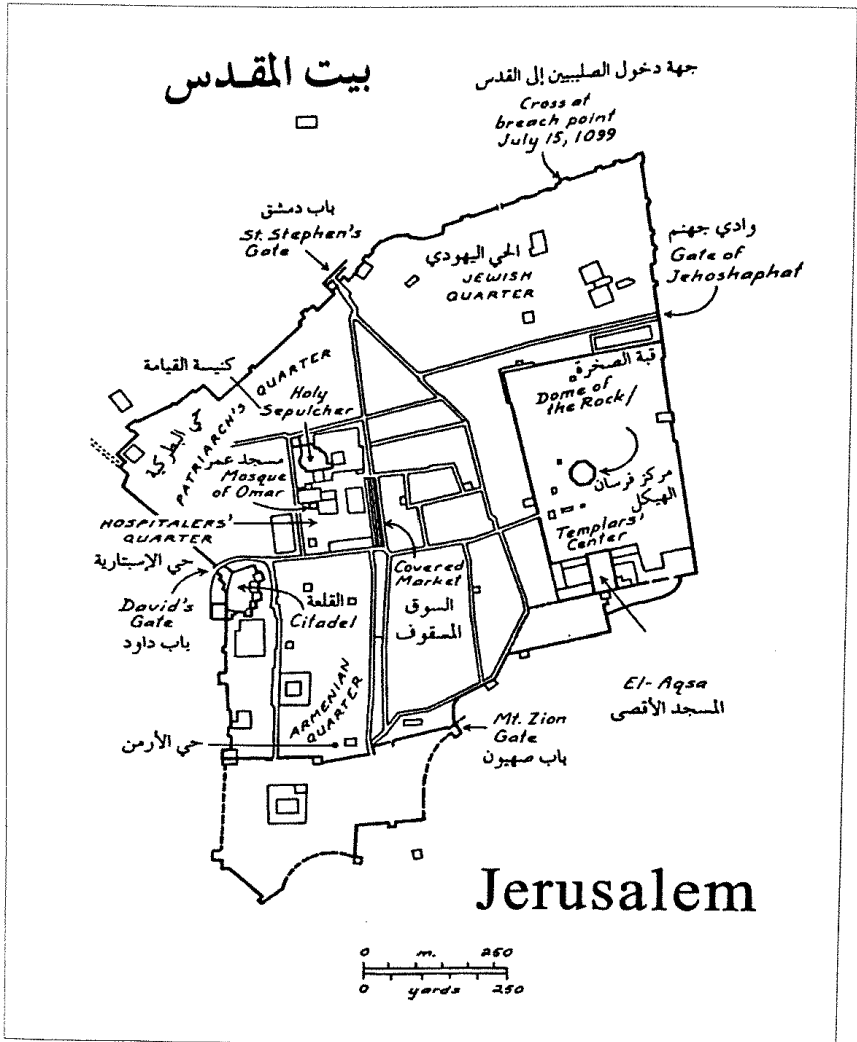 بيت المقدس
جهة دخول الصليبيين إلى القدس
Cross at
breach point
July 15, 1099
باب دمشق
St. Stephen's
Gate
وادي جهنم
Gate of
Jehoshaphat
الحي اليهودي
JEWISH
QUARTER
كنيسة القيامة
PATRIARCH'S QUARTER
حي البطركية
Holy
Sepulcher
قبة الصخرة
Dome of
the Rock
مسجد عمر
Mosque
of Omar
مركز فرسان
الهيكل
Templars'
Center
HOSPITALERS'
QUARTER
حي الإسبتارية
David's
Gate
باب داود
القلعة
Citadel
Covered
Market
السوق
المسقوف
El-Aqsa
المسجد الأقصى
ARMENIAN
QUARTER
حي الأرمن
Mt. Zion
Gate
باب صهيون
Jerusalem
0 m. 250
0 yards 250